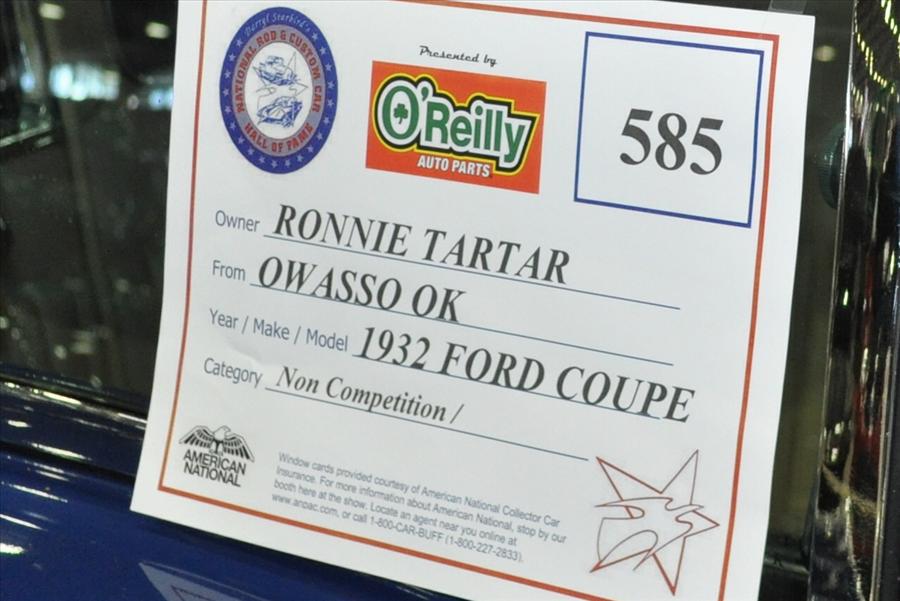 Darryl Starbird's
NATIONAL ROD & CUSTOM CAR
HALL OF FAME
Presented by
O'Reilly
AUTO PARTS
585
Owner RONNIE TARTAR
From OWASSO OK
Year / Make / Model 1932 FORD COUPE
Category Non Competition /
AMERICAN
NATIONAL
Window cards provided courtesy of American National Collector Car
Insurance. For more information about American National, stop by our
booth here at the show. Locate an agent near you online at
www.anpac.com, or call 1-800-CAR-BUFF (1-800-227-2833).